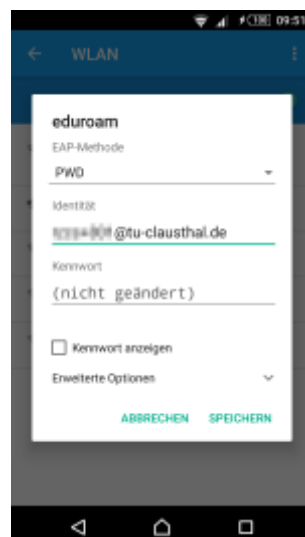 09:51
WLAN
eduroam
EAP-Methode
PWD
Identität
@tu-clausthal.de
Kennwort
(nicht geändert)
Kennwort anzeigen
Erweiterte Optionen
ABBRECHEN SPEICHERN